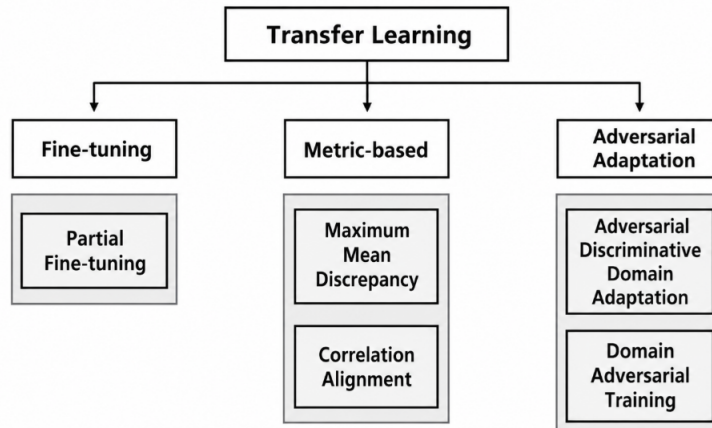 Transfer Learning
Fine-tuning
Metric-based
Adversarial
Adaptation
Partial
Fine-tuning
Maximum
Mean
Discrepancy
Correlation
Alignment
Adversarial
Discriminative
Domain
Adaptation
Domain
Adversarial
Training